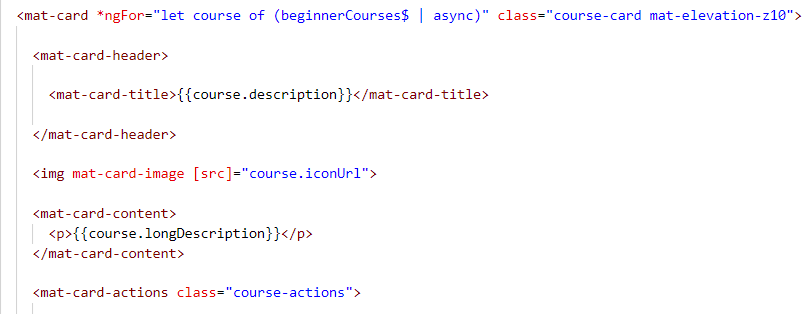 <mat-card *ngFor="let course of (beginnerCourses$ | async)" class="course-card mat-elevation-z10">
<mat-card-header>
<mat-card-title>{{course.description}}</mat-card-title>
</mat-card-header>
<img mat-card-image [src]="course.iconUrl">
<mat-card-content>
<p>{{course.longDescription}}</p>
</mat-card-content>
<mat-card-actions class="course-actions">